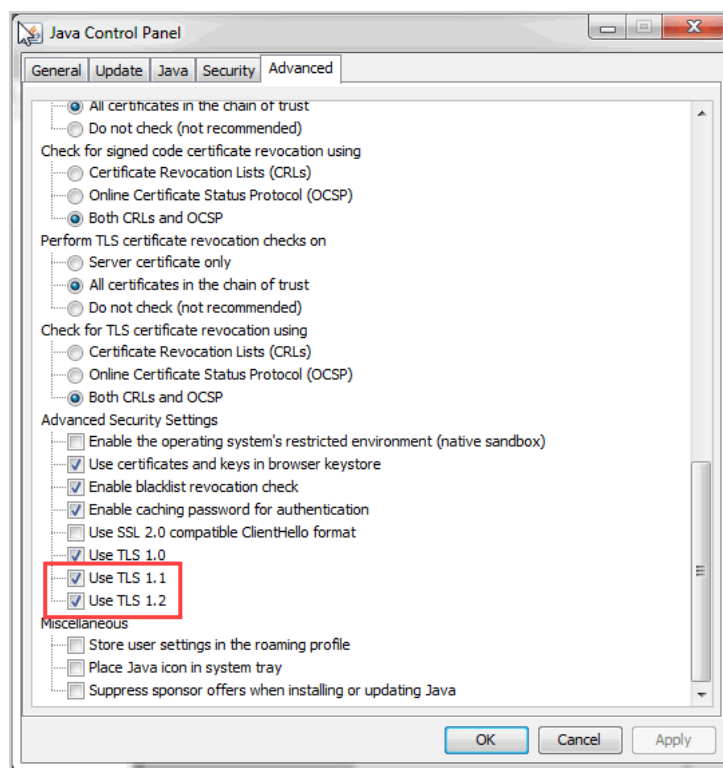 Java Control Panel
General Update Java Security Advanced
All certificates in the chain of trust
Do not check (not recommended)
Check for signed code certificate revocation using
Certificate Revocation Lists (CRLs)
Online Certificate Status Protocol (OCSP)
Both CRLs and OCSP
Perform TLS certificate revocation checks on
Server certificate only
All certificates in the chain of trust
Do not check (not recommended)
Check for TLS certificate revocation using
Certificate Revocation Lists (CRLs)
Online Certificate Status Protocol (OCSP)
Both CRLs and OCSP
Advanced Security Settings
Enable the operating system's restricted environment (native sandbox)
Use certificates and keys in browser keystore
Enable blacklist revocation check
Enable caching password for authentication
Use SSL 2.0 compatible ClientHello format
Use TLS 1.0
Use TLS 1.1
Use TLS 1.2
Miscellaneous
Store user settings in the roaming profile
Place Java icon in system tray
Suppress sponsor offers when installing or updating Java
OK Cancel Apply